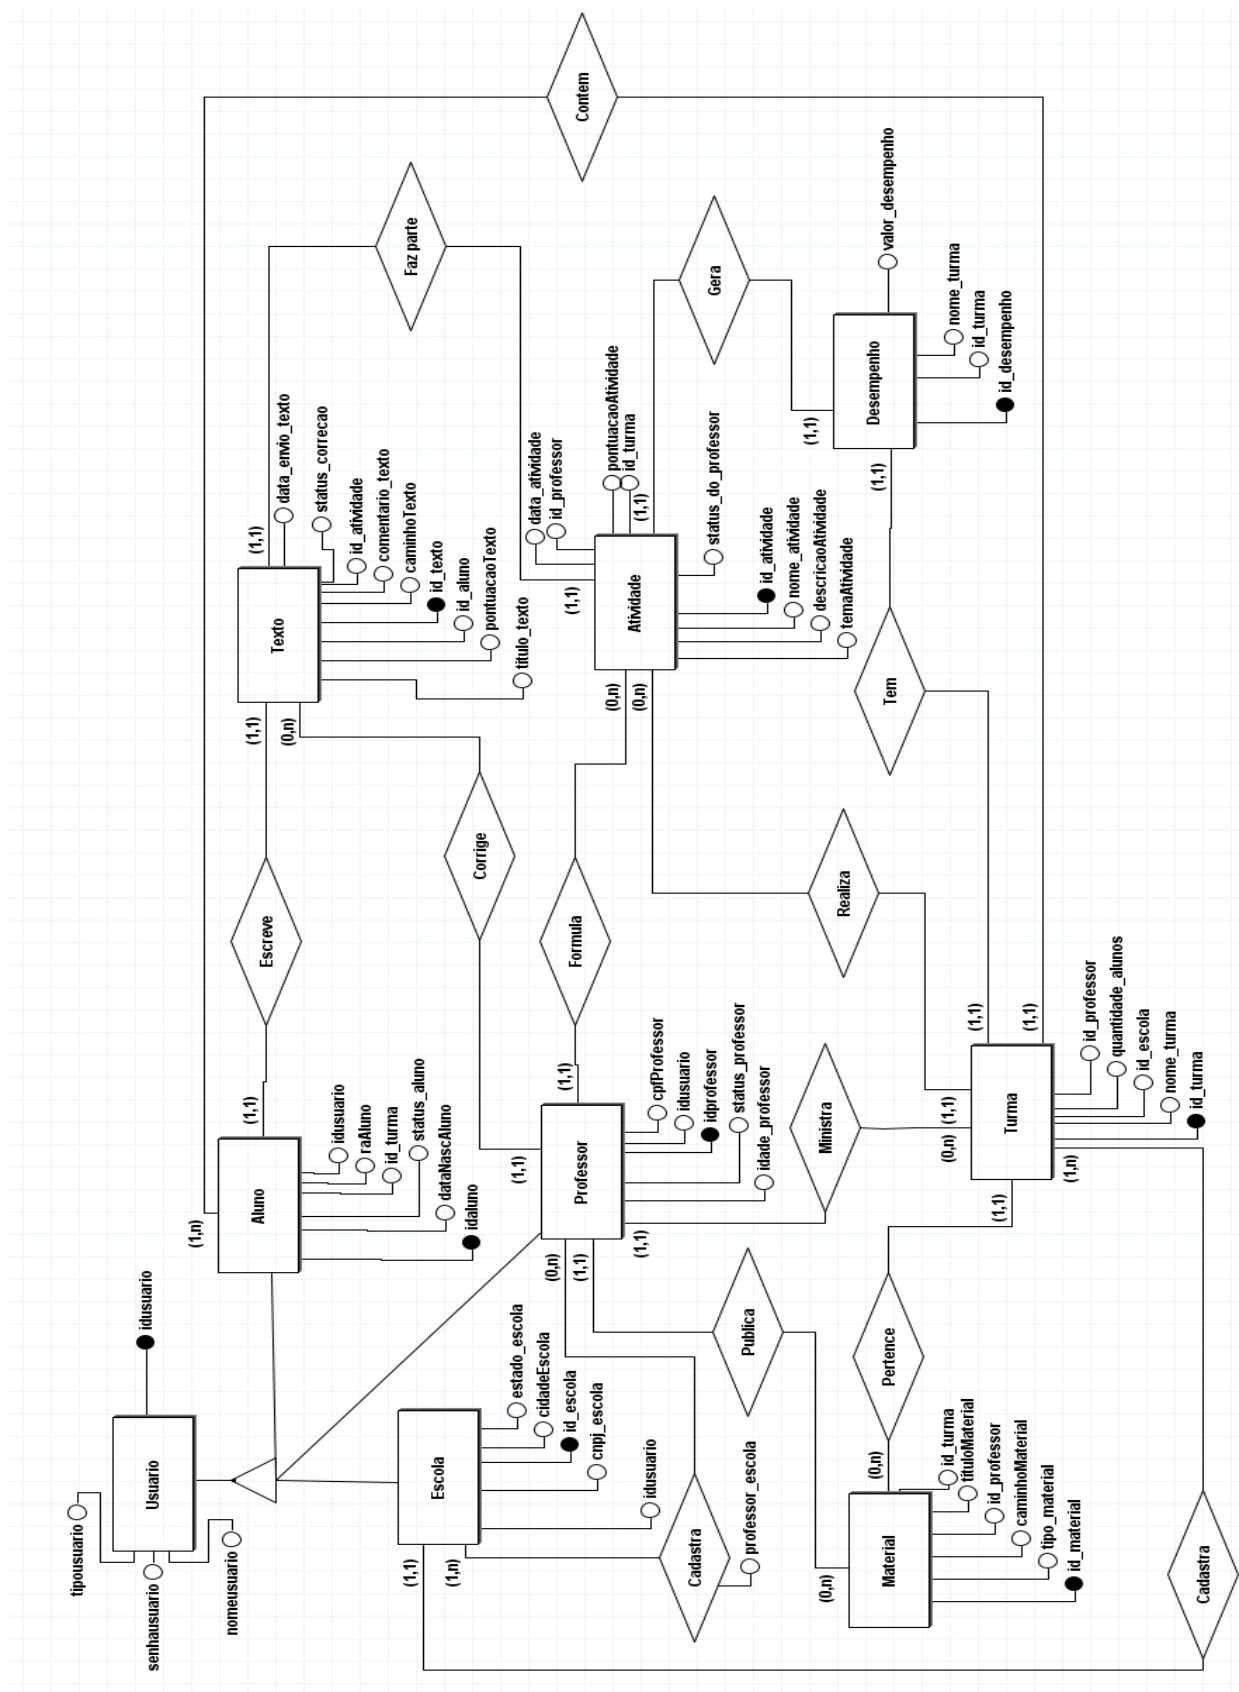 Contem
Faz parte
Gera
valor_desempenho
nome_turma
id_turma
id_desempenho
Desempenho
(1,1)
(1,1)
data_envio_texto
status_correcao
id_atividade
comentario_texto
caminhoTexto
id_texto
id_aluno
pontuacaoTexto
titulo_texto
Texto
(1,1)
(1,1)
(0,n)
data_atividade
id_professor
pontuacaoAtividade
id_turma
(1,1)
status_do_professor
id_atividade
nome_atividade
descricaoAtividade
temaAtividade
Atividade
(1,1)
(0,n)
(0,n)
Tem
Escreve
Corrige
Formula
Realiza
Aluno
(1,1)
(1,n)
idusuario
raAluno
id_turma
status_aluno
dataNascAluno
idaluno
Professor
(1,1)
(1,1)
(1,1)
(0,n)
(1,1)
cpfProfessor
idusuario
idprofessor
status_professor
idade_professor
Ministra
Turma
(1,1)
(1,1)
(1,1)
(0,n)
(1,1)
(1,n)
id_professor
quantidade_alunos
id_escola
nome_turma
id_turma
Usuario
idusuario
tipousuario
senhausuario
nomeusuario
Escola
estado_escola
cidadeEscola
id_escola
cnpj_escola
idusuario
(1,1)
(1,n)
Cadastra
professor_escola
Publica
Pertence
Material
(0,n)
(0,n)
id_turma
tituloMaterial
id_professor
caminhoMaterial
tipo_material
id_material
Cadastra